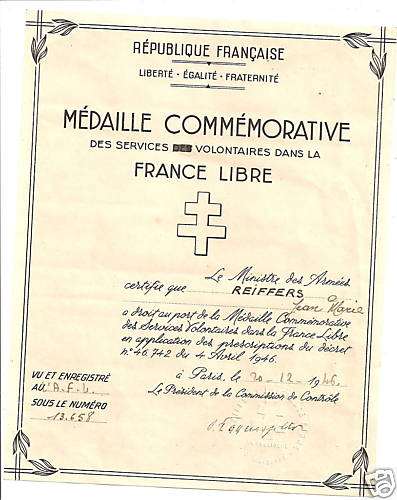 RÉPUBLIQUE FRANÇAISE
LIBERTÉ - ÉGALITÉ - FRATERNITÉ
MÉDAILLE COMMÉMORATIVE
DES SERVICES DES VOLONTAIRES DANS LA
FRANCE LIBRE
Le Ministre des Armées
certifie que REIFFERS
Jean Marie
a droit au port de la Médaille Commémorative
des Services Volontaires dans la France Libre
en application des prescriptions du décret
n° 46.742 du 4 Avril 1946.
à Paris, le 20-12-1946.
Le Président de la Commission de Contrôle
VU ET ENREGISTRÉ
AU A.F.L.
SOUS LE NUMÉRO
13.658